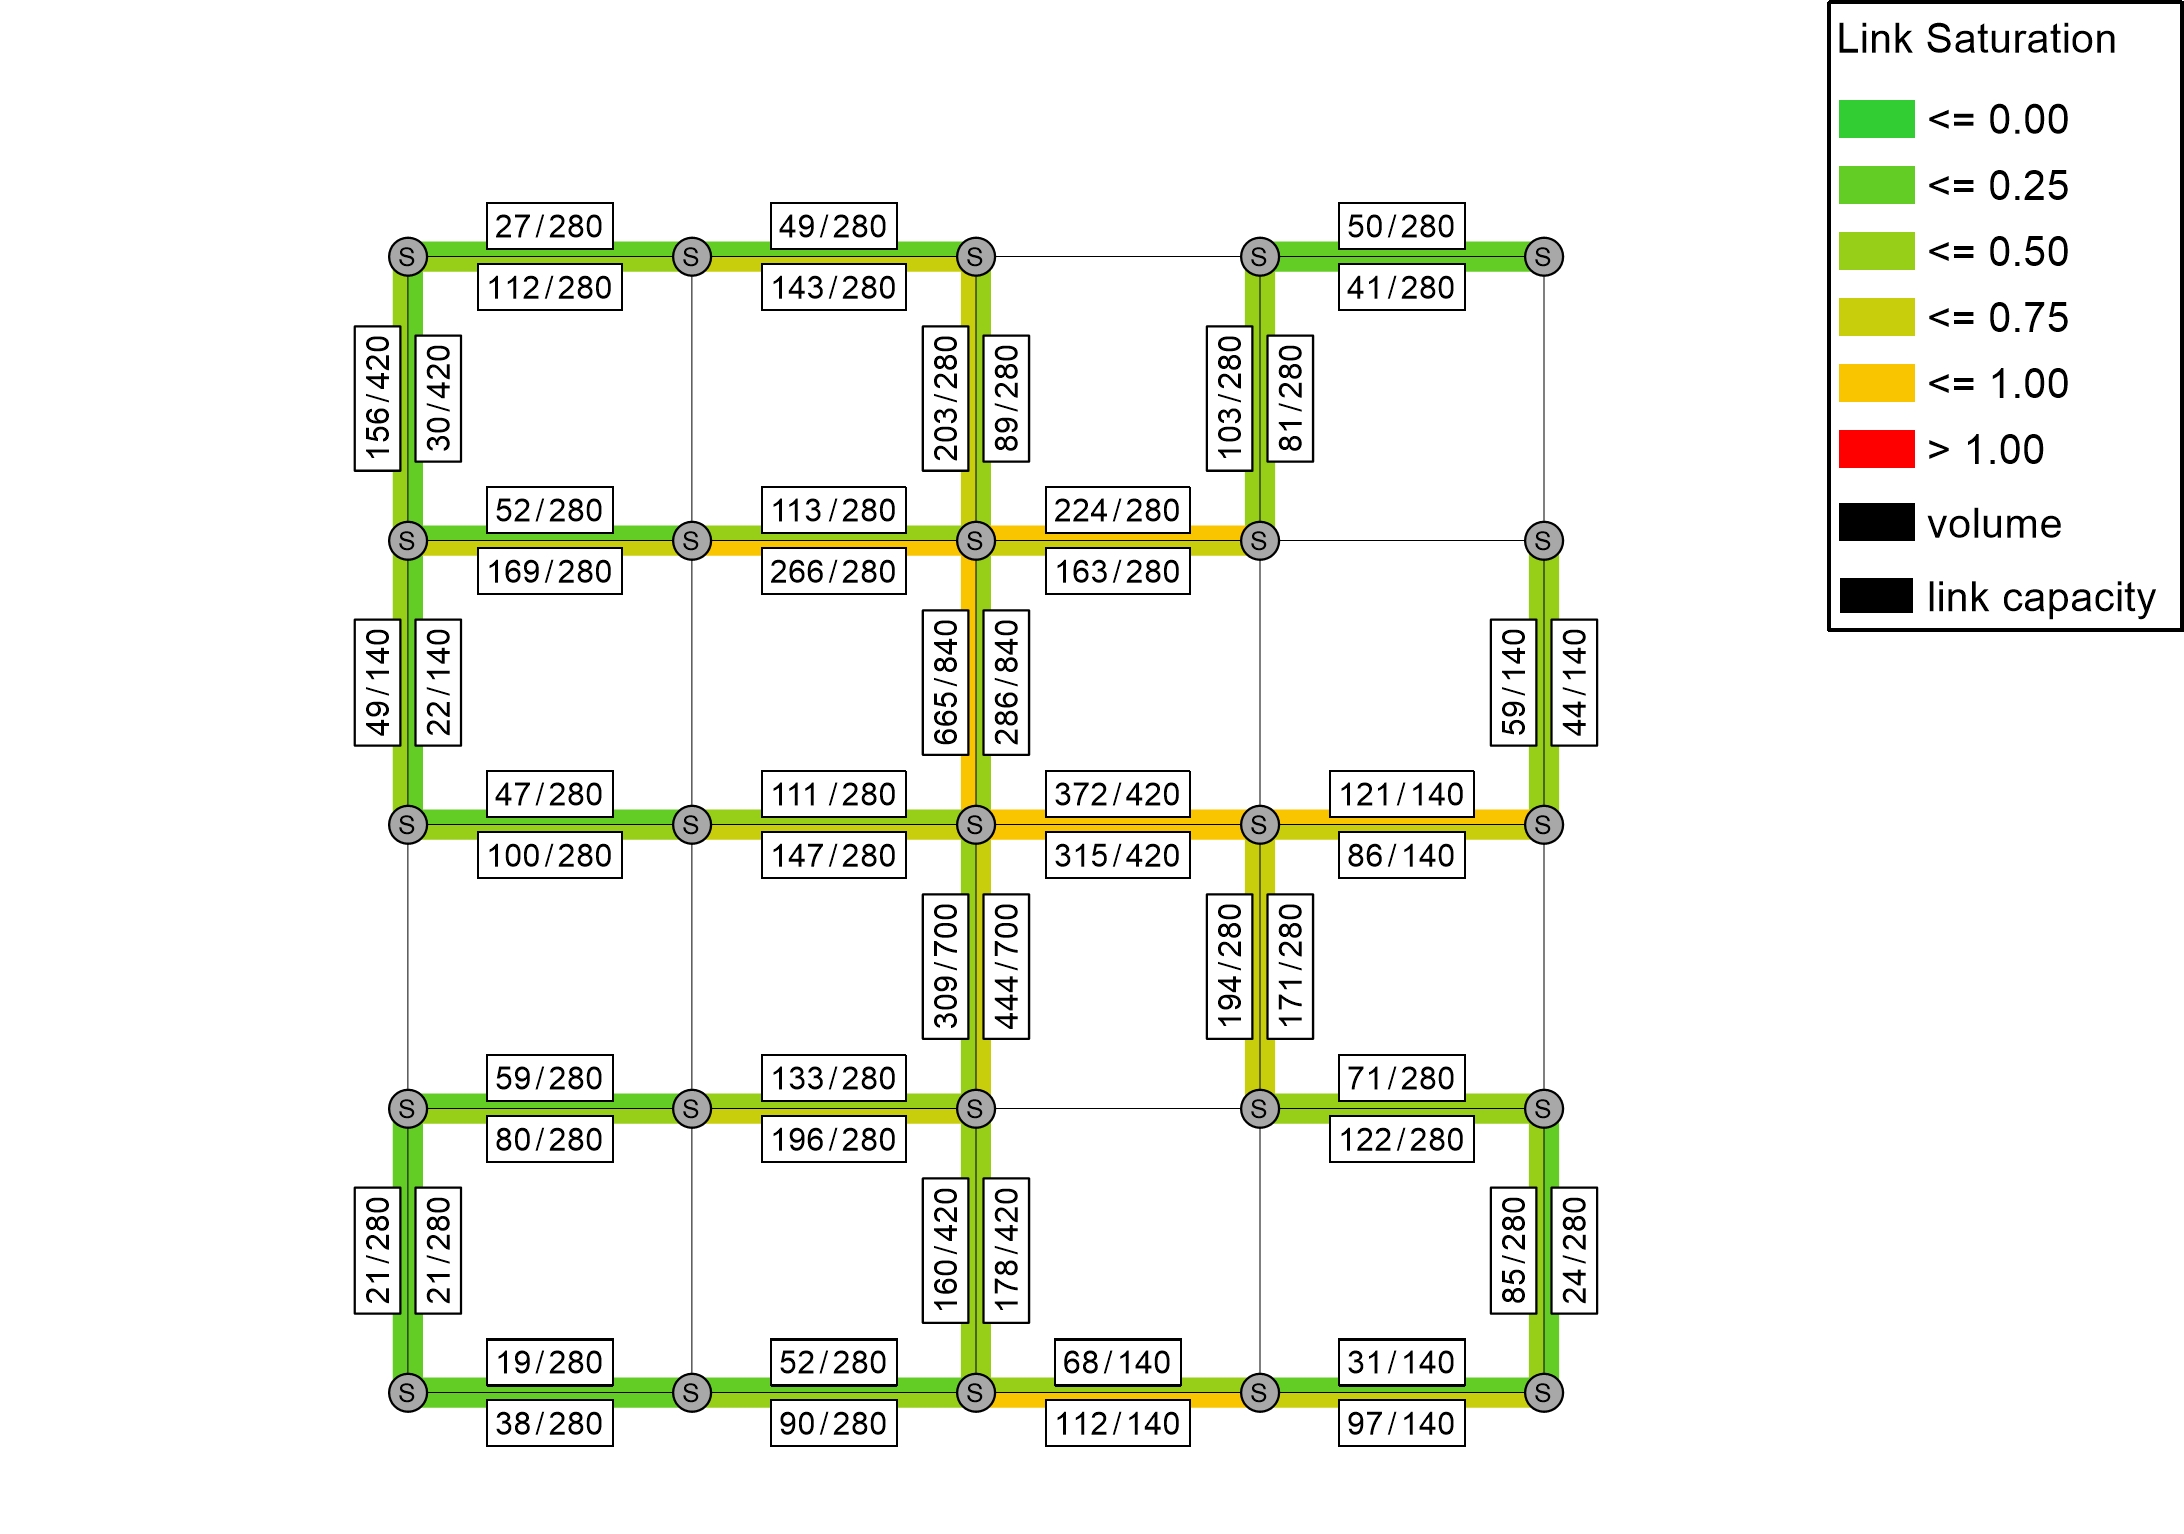 Link Saturation
<= 0.00
<= 0.25
<= 0.50
<= 0.75
<= 1.00
> 1.00
volume
link capacity
27/280
49/280
50/280
S
S
S
S
S
112/280
143/280
41/280
156/420
30/420
203/280
89/280
103/280
81/280
52/280
113/280
224/280
S
S
S
S
S
169/280
266/280
163/280
49/140
22/140
665/840
286/840
59/140
44/140
47/280
111/280
372/420
121/140
S
S
S
S
S
100/280
147/280
315/420
86/140
309/700
444/700
194/280
171/280
59/280
133/280
71/280
S
S
S
S
S
80/280
196/280
122/280
21/280
21/280
160/420
178/420
85/280
24/280
19/280
52/280
68/140
31/140
S
S
S
S
S
38/280
90/280
112/140
97/140